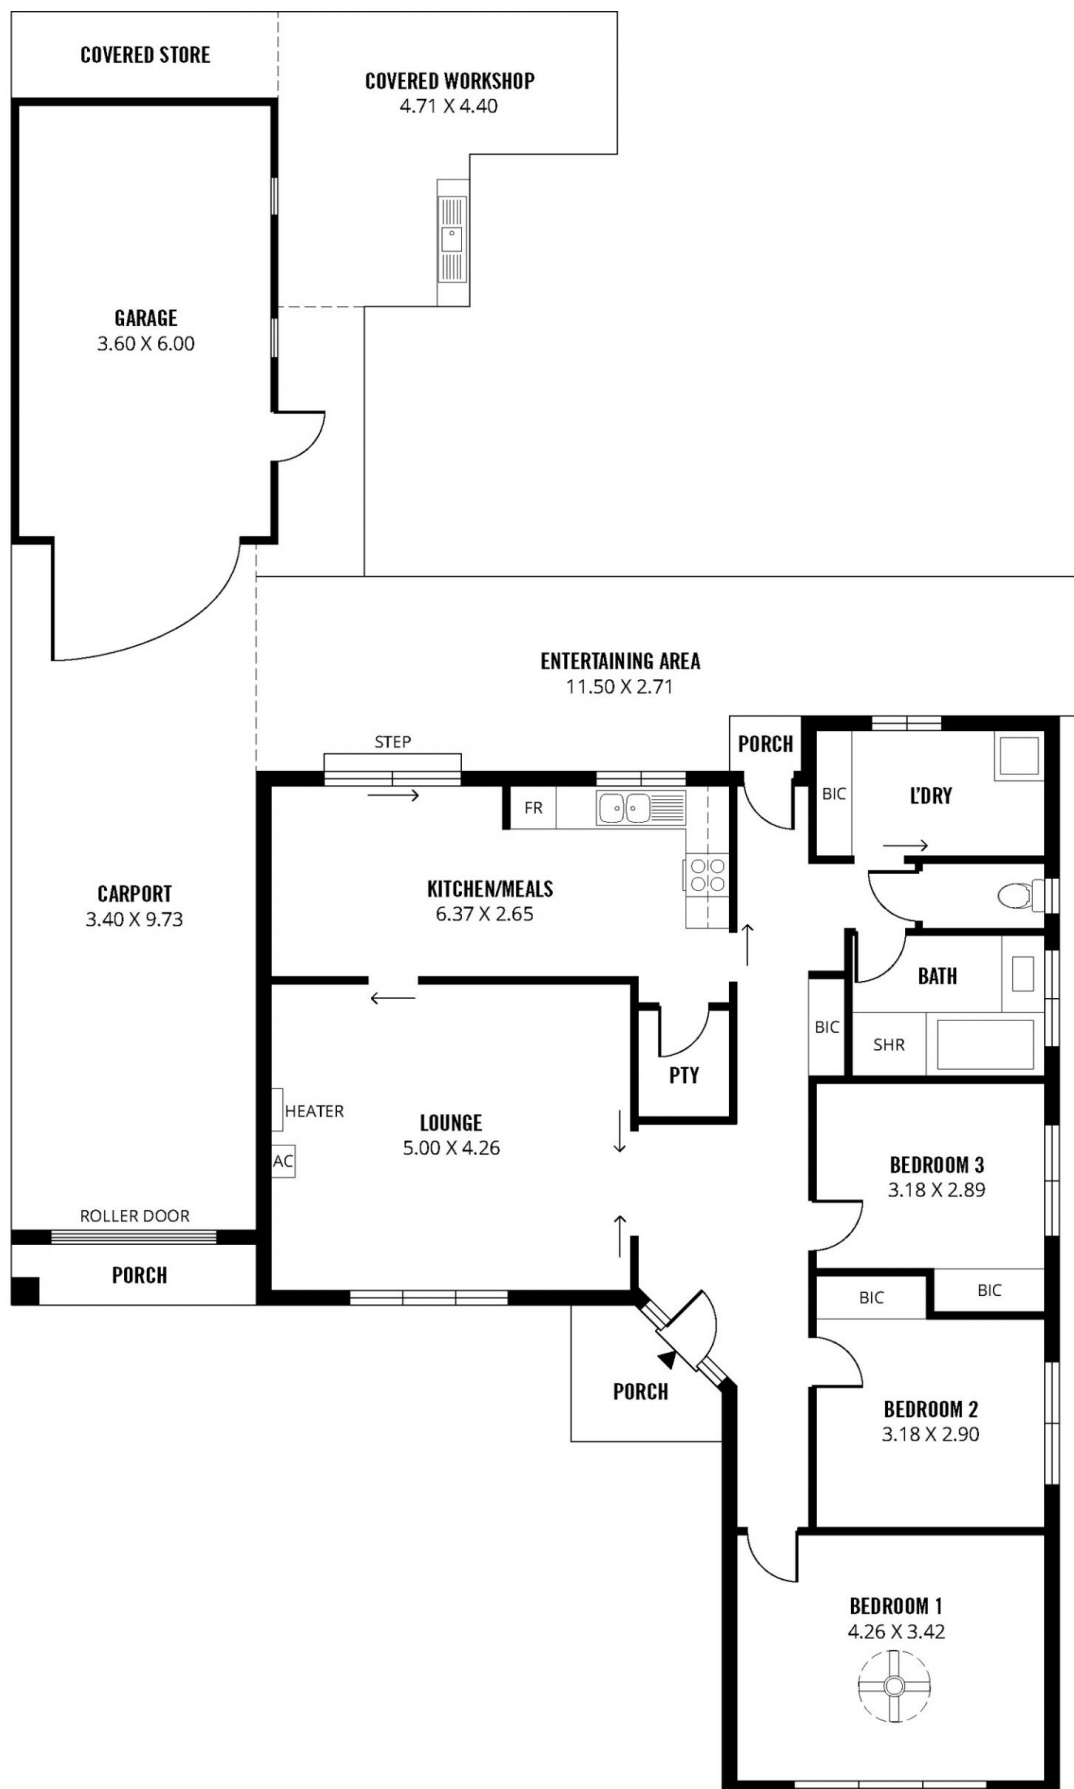 COVERED STORE
COVERED WORKSHOP
4.71 X 4.40
GARAGE
3.60 X 6.00
ENTERTAINING AREA
11.50 X 2.71
STEP
PORCH
BIC
L'DRY
FR
CARPORT
3.40 X 9.73
KITCHEN/MEALS
6.37 X 2.65
BATH
BIC
SHR
PTY
HEATER
LOUNGE
5.00 X 4.26
AC
BEDROOM 3
3.18 X 2.89
ROLLER DOOR
PORCH
BIC
BIC
PORCH
BEDROOM 2
3.18 X 2.90
BEDROOM 1
4.26 X 3.42